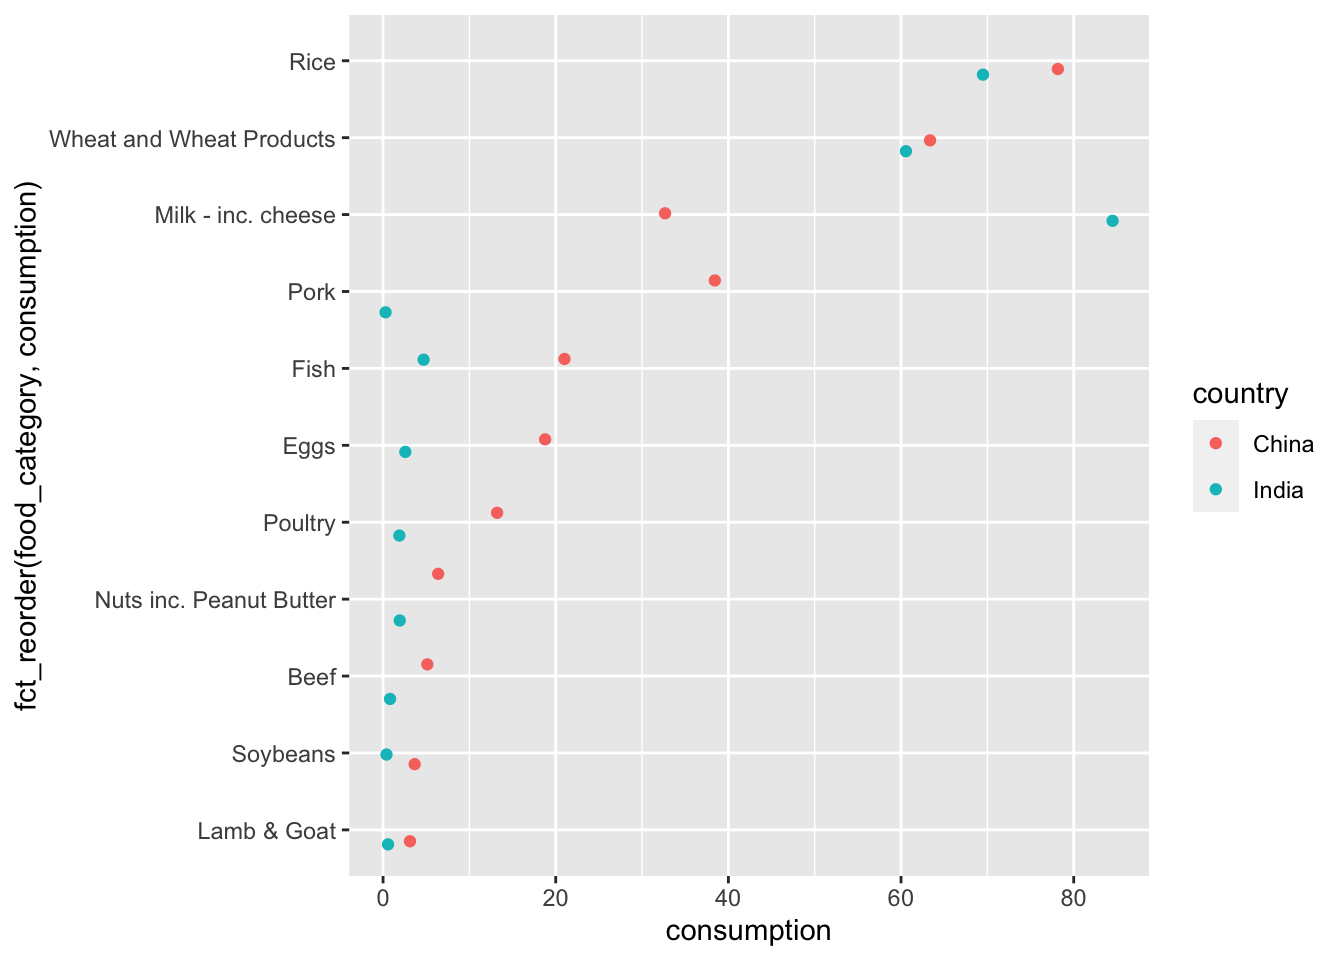 fct_reorder(food_category, consumption)
Rice
Wheat and Wheat Products
Milk - inc. cheese
Pork
Fish
Eggs
Poultry
Nuts inc. Peanut Butter
Beef
Soybeans
Lamb & Goat
0 20 40 60 80
consumption
country
China
India